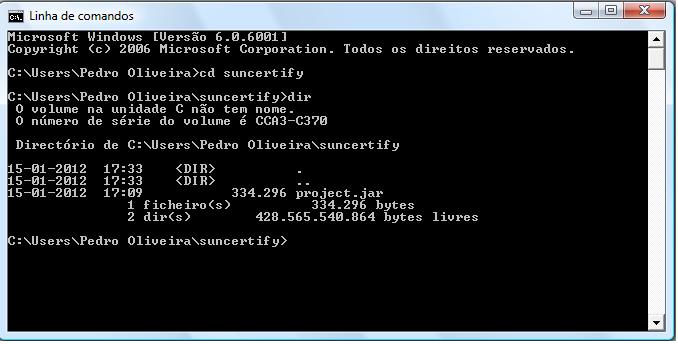 Linha de comandos
Microsoft Windows [Versão 6.0.6001]
Copyright (c) 2006 Microsoft Corporation. Todos os direitos reservados.
C:\Users\Pedro Oliveira>cd suncertify
C:\Users\Pedro Oliveira\suncertify>dir
O volume na unidade C não tem nome.
O número de série do volume é CCA3-C370
Directório de C:\Users\Pedro Oliveira\suncertify
15-01-2012  17:33    <DIR>          .
15-01-2012  17:33    <DIR>          ..
15-01-2012  17:09           334.296 project.jar
1 ficheiro(s)          334.296 bytes
2 dir(s)  428.565.540.864 bytes livres
C:\Users\Pedro Oliveira\suncertify>